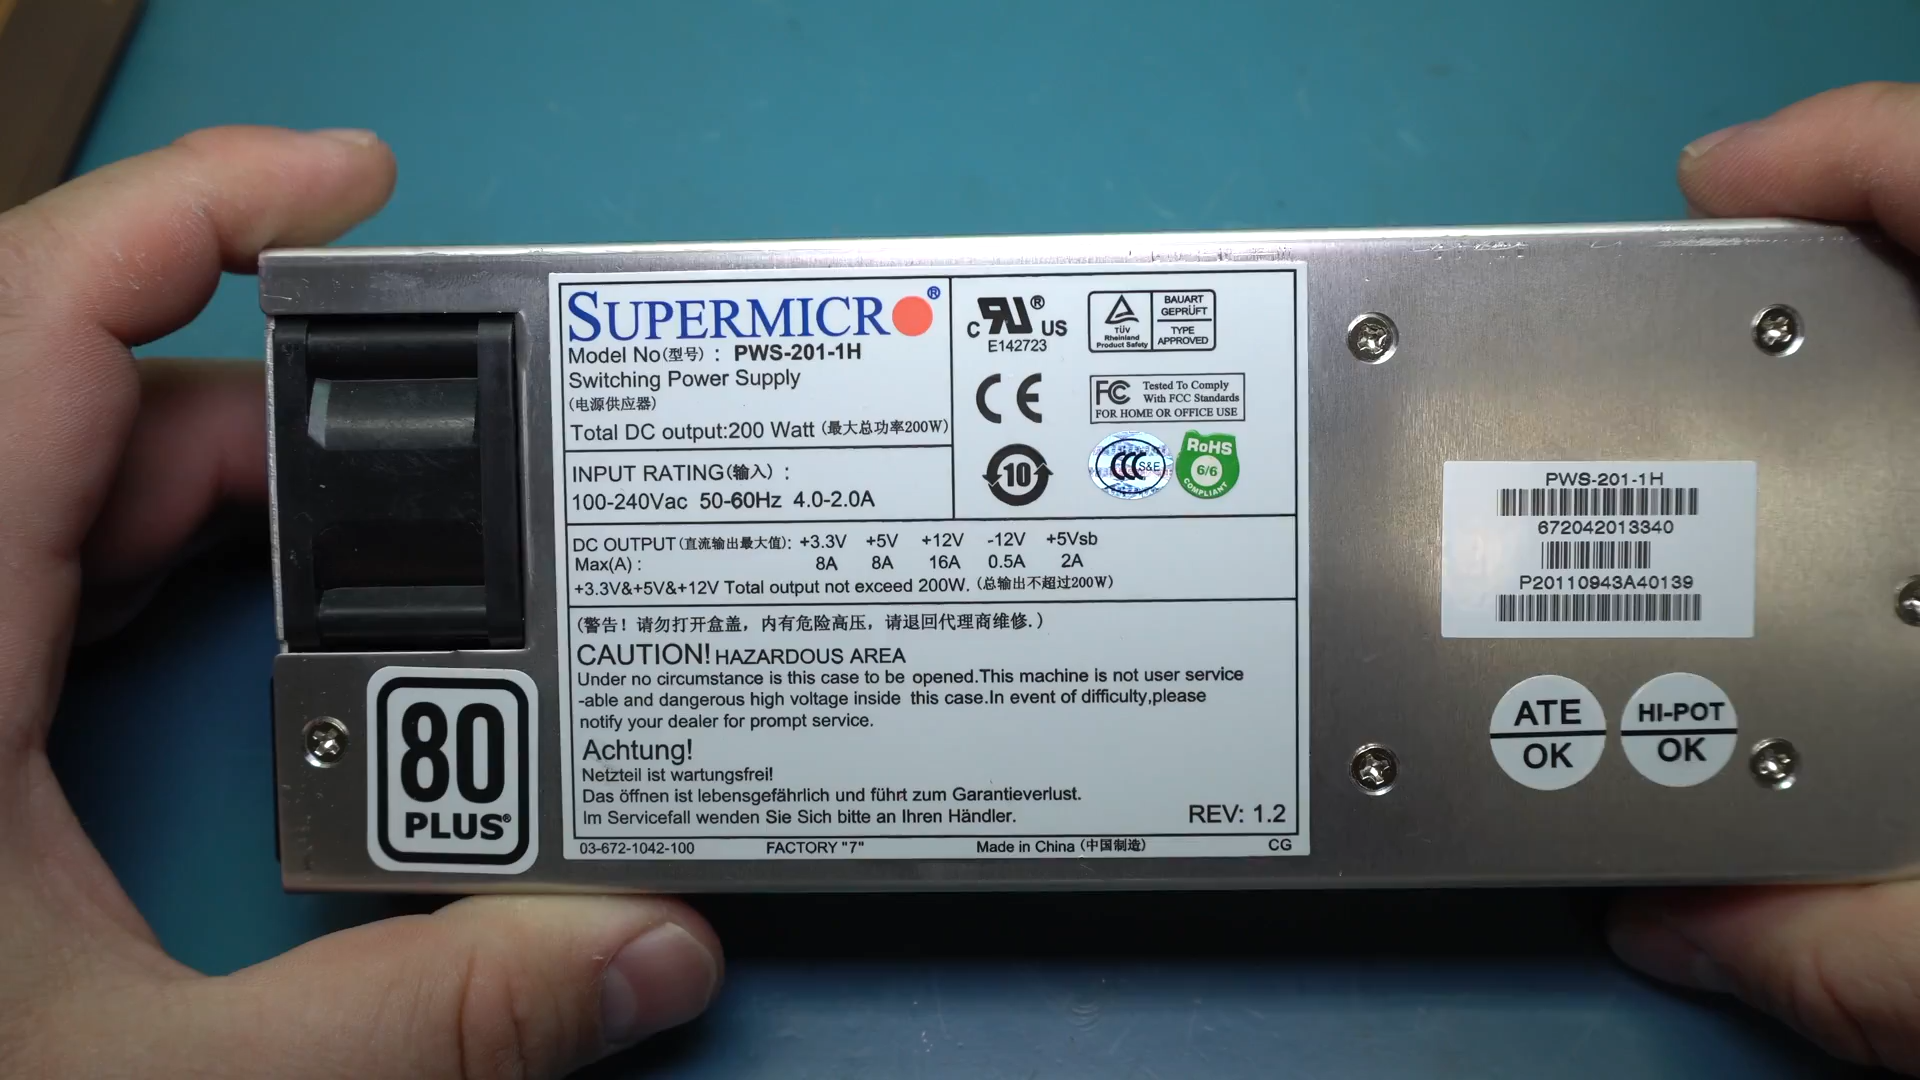 SUPERMICRO®
Model No(型号) : PWS-201-1H
Switching Power Supply
(电源供应器)
Total DC output:200 Watt (最大总功率200W)
INPUT RATING(输入) :
100-240Vac 50-60Hz 4.0-2.0A
C RU® US
E142723
TÜV
Rheinland
Product Safety
BAUART
GEPRÜFT
TYPE
APPROVED
CE
FC Tested To Comply
With FCC Standards
FOR HOME OR OFFICE USE
10
CCC S&E
RoHS
6/6
COMPLIANT
DC OUTPUT(直流输出最大值): +3.3V +5V +12V -12V +5Vsb
Max(A) : 8A 8A 16A 0.5A 2A
+3.3V&+5V&+12V Total output not exceed 200W. (总输出不超过200W)
(警告! 请勿打开盒盖, 内有危险高压, 请退回代理商维修.)
CAUTION! HAZARDOUS AREA
Under no circumstance is this case to be opened.This machine is not user service
-able and dangerous high voltage inside this case.In event of difficulty,please
notify your dealer for prompt service.
Achtung!
Netzteil ist wartungsfrei!
Das öffnen ist lebensgefährlich und führt zum Garantieverlust.
Im Servicefall wenden Sie Sich bitte an Ihren Händler.
REV: 1.2
03-672-1042-100 FACTORY "7" Made in China (中国制造) CG
80
PLUS®
PWS-201-1H
672042013340
P20110943A40139
ATE
OK
HI-POT
OK